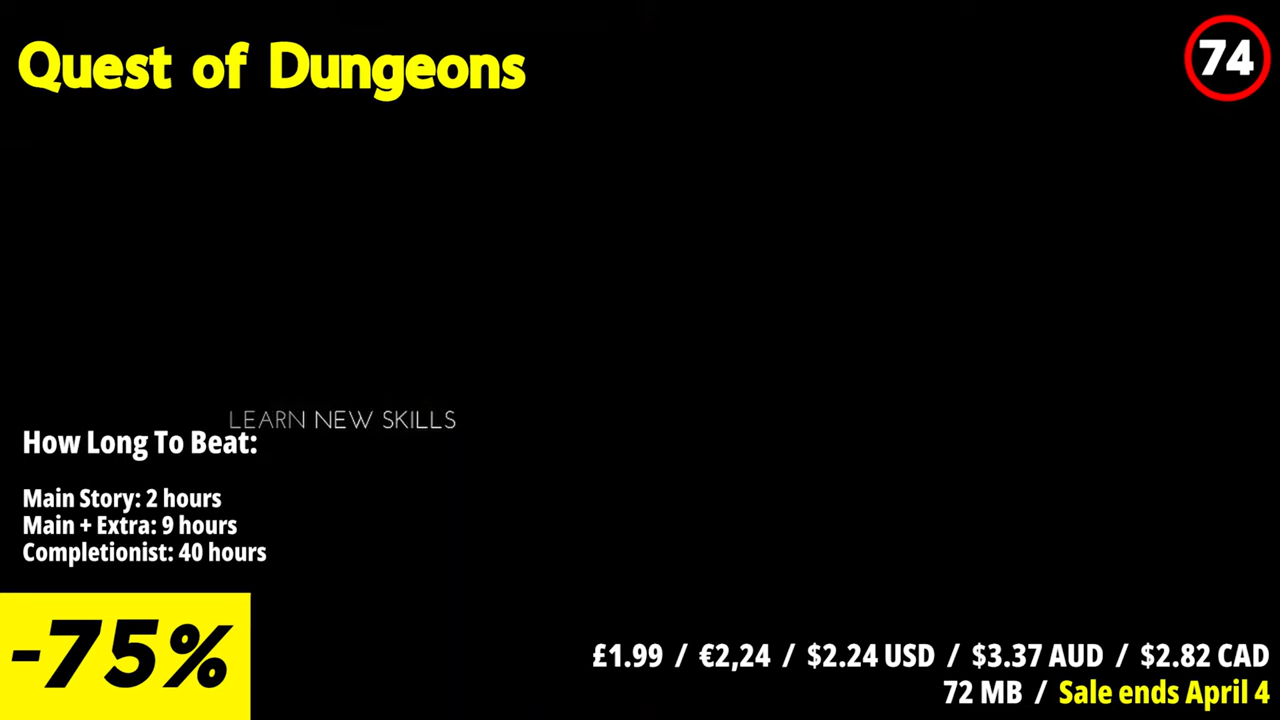 Quest of Dungeons
74
LEARN NEW SKILLS
How Long To Beat:
Main Story: 2 hours
Main + Extra: 9 hours
Completionist: 40 hours
-75%
£1.99 / €2,24 / $2.24 USD / $3.37 AUD / $2.82 CAD
72 MB / Sale ends April 4